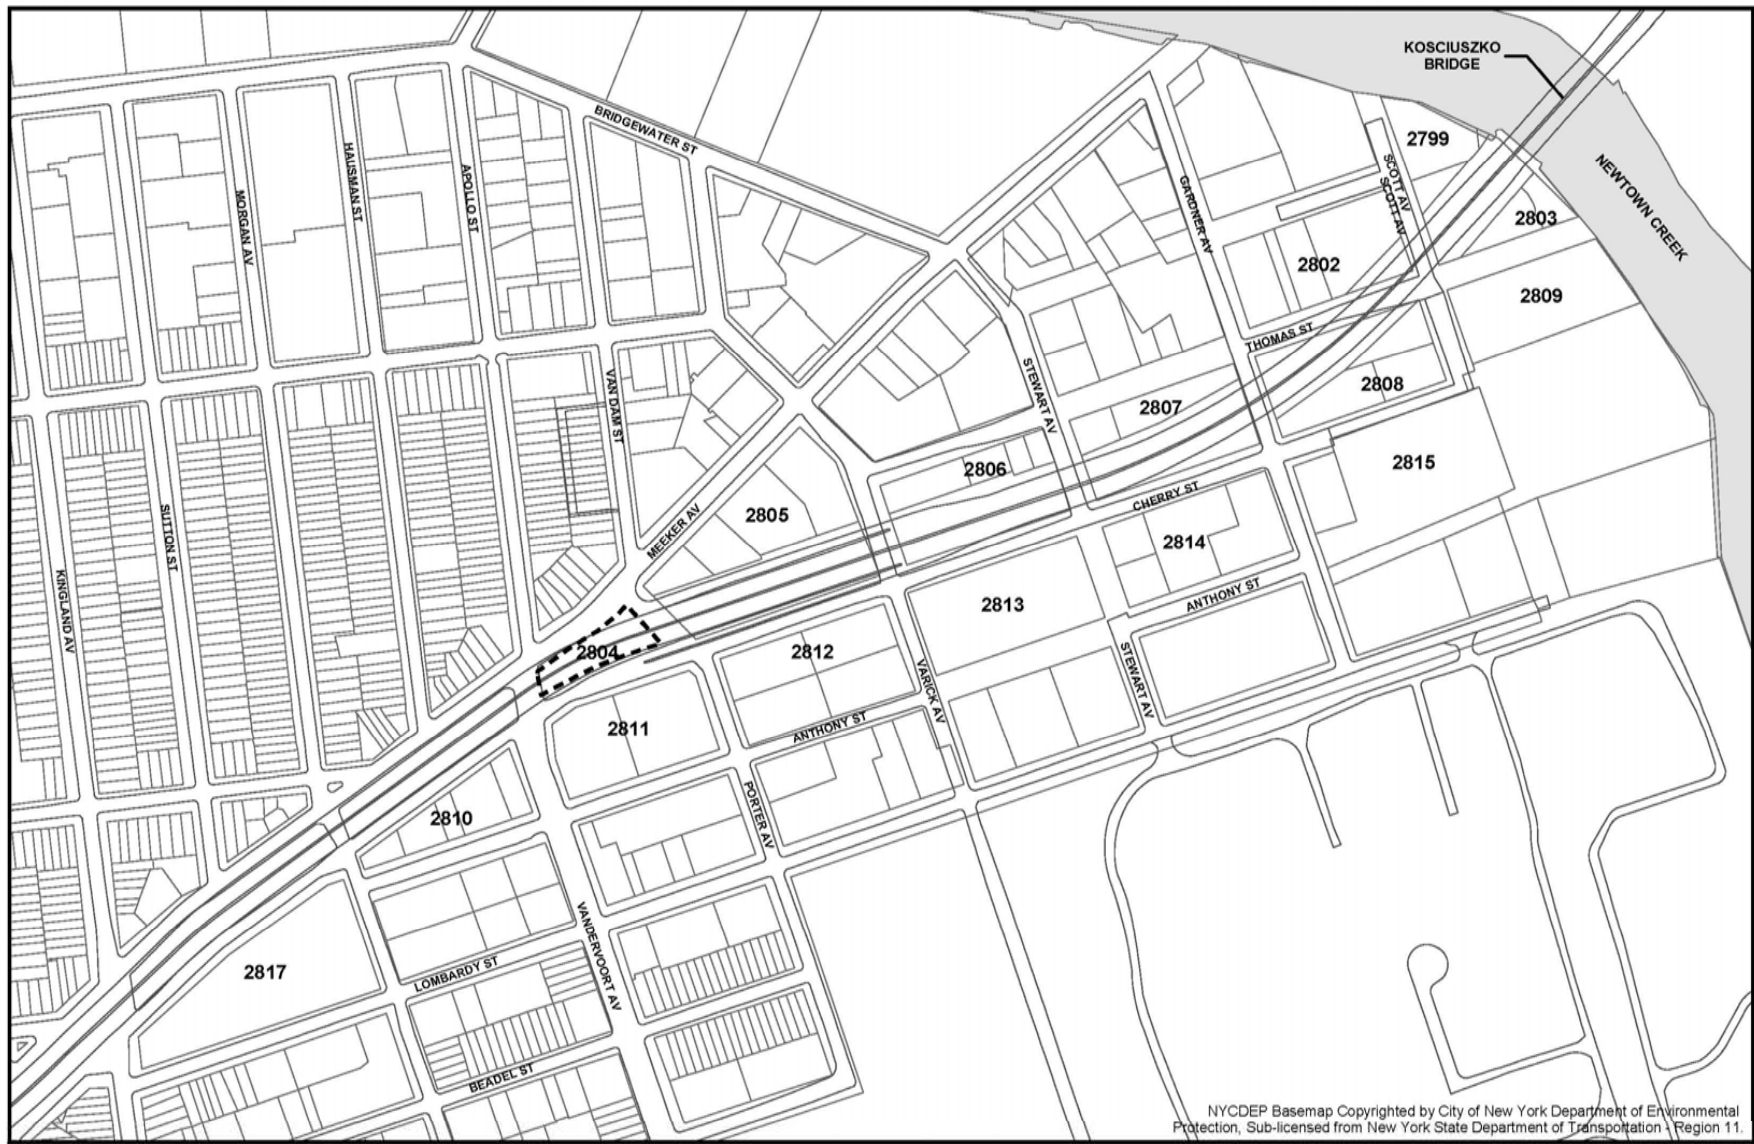 KOSCIUSZKO
BRIDGE
BRIDGEWATER ST
2799
NEWTOWN CREEK
HAUSMAN ST
APOLLO ST
MORGAN AV
GARDNER AV
SCOTT AV
SCOTT AV
2803
2802
2809
THOMAS ST
VAN DAM ST
STEWART AV
2808
2807
2806
2815
CHERRY ST
2805
MEEKER AV
SUTTON ST
2814
KINGLAND AV
2813
ANTHONY ST
2804
2812
VARICK AV
STEWART AV
2811
ANTHONY ST
PORTER AV
2810
VANDERVOORT AV
2817
LOMBARDY ST
BEADEL ST
NYCDEP Basemap Copyrighted by City of New York Department of Environmental
Protection, Sub-licensed from New York State Department of Transportation - Region 11.